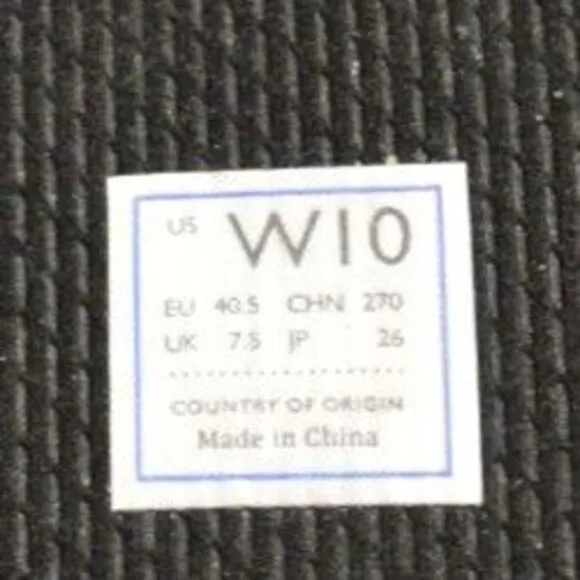 US W10
EU 40.5 CHN 270
UK 7.5 JP 26
COUNTRY OF ORIGIN
Made in China